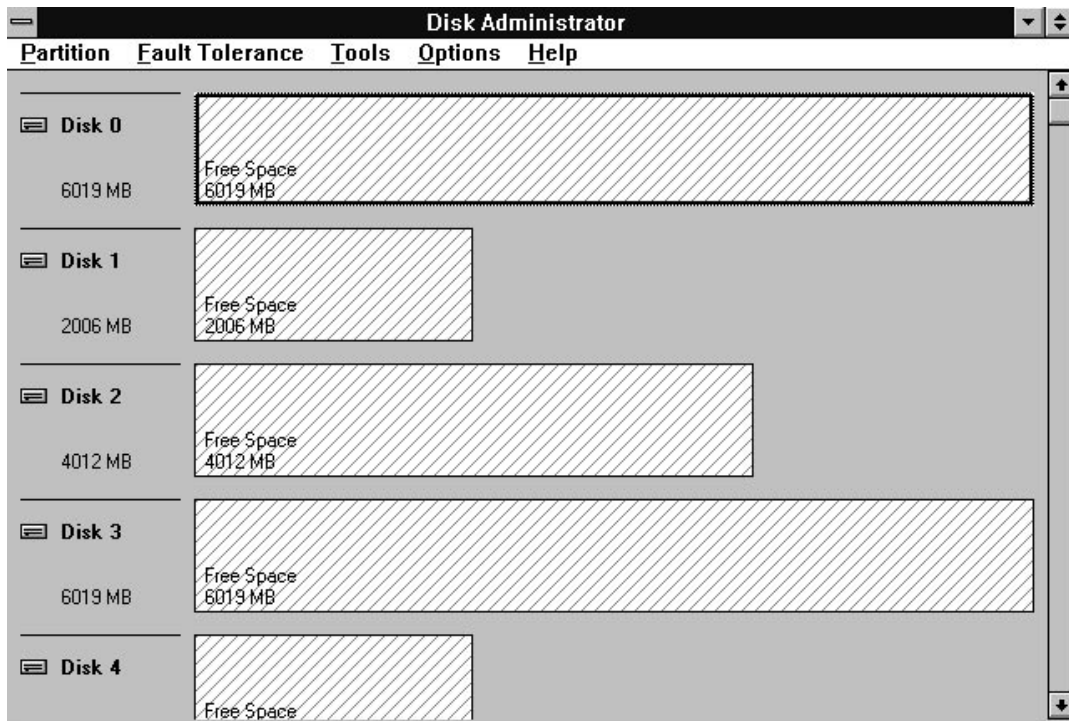 Disk Administrator
Partition Fault Tolerance Tools Options Help
Disk 0
6019 MB
Free Space
6019 MB
Disk 1
2006 MB
Free Space
2006 MB
Disk 2
4012 MB
Free Space
4012 MB
Disk 3
6019 MB
Free Space
6019 MB
Disk 4
Free Space